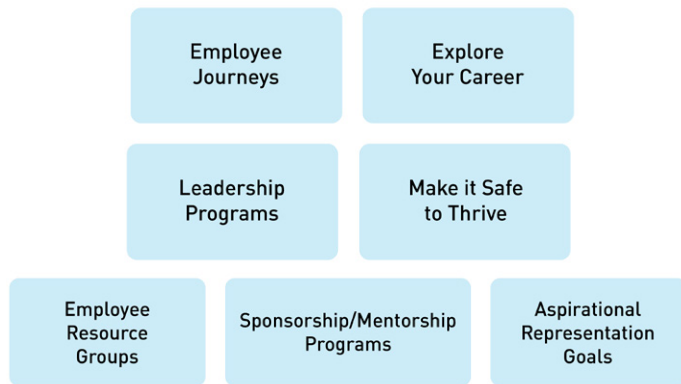 Employee
Journeys
Explore
Your Career
Leadership
Programs
Make it Safe
to Thrive
Employee
Resource
Groups
Sponsorship/Mentorship
Programs
Aspirational
Representation
Goals